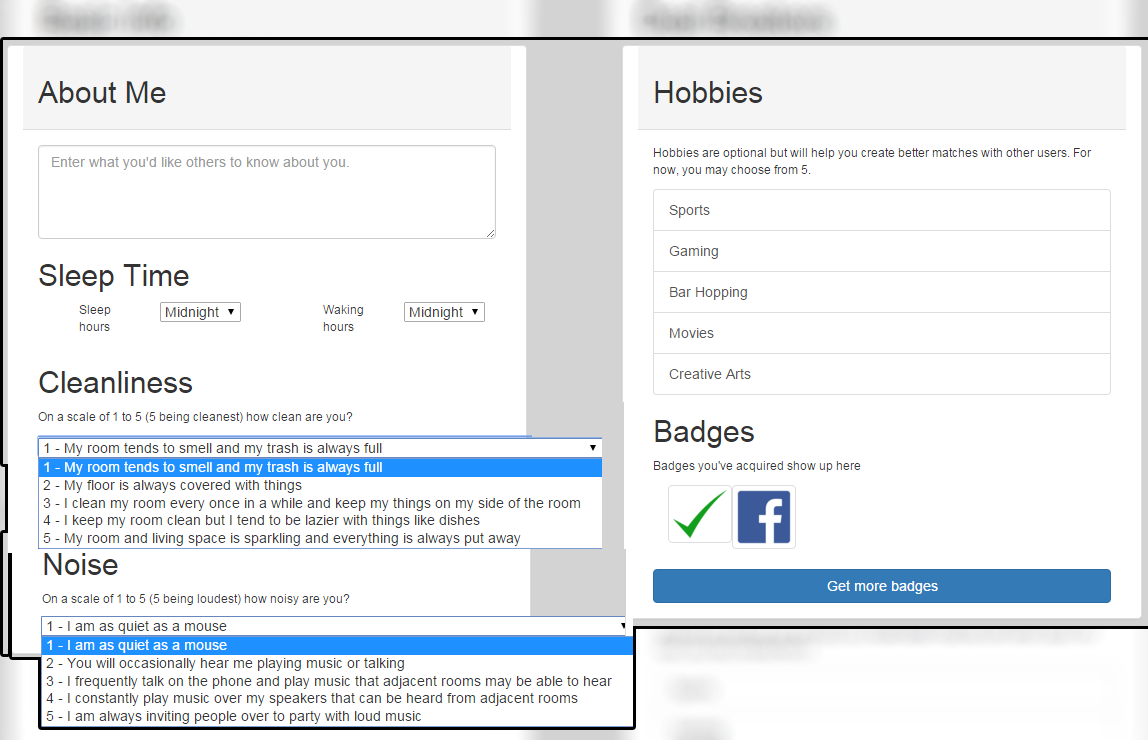 About Me
Enter what you'd like others to know about you.
Sleep Time
Sleep
hours
Midnight
Waking
hours
Midnight
Cleanliness
On a scale of 1 to 5 (5 being cleanest) how clean are you?
1 - My room tends to smell and my trash is always full
1 - My room tends to smell and my trash is always full
2 - My floor is always covered with things
3 - I clean my room every once in a while and keep my things on my side of the room
4 - I keep my room clean but I tend to be lazier with things like dishes
5 - My room and living space is sparkling and everything is always put away
Noise
On a scale of 1 to 5 (5 being loudest) how noisy are you?
1 - I am as quiet as a mouse
1 - I am as quiet as a mouse
2 - You will occasionally hear me playing music or talking
3 - I frequently talk on the phone and play music that adjacent rooms may be able to hear
4 - I constantly play music over my speakers that can be heard from adjacent rooms
5 - I am always inviting people over to party with loud music
Hobbies
Hobbies are optional but will help you create better matches with other users. For
now, you may choose from 5.
Sports
Gaming
Bar Hopping
Movies
Creative Arts
Badges
Badges you've acquired show up here
f
Get more badges